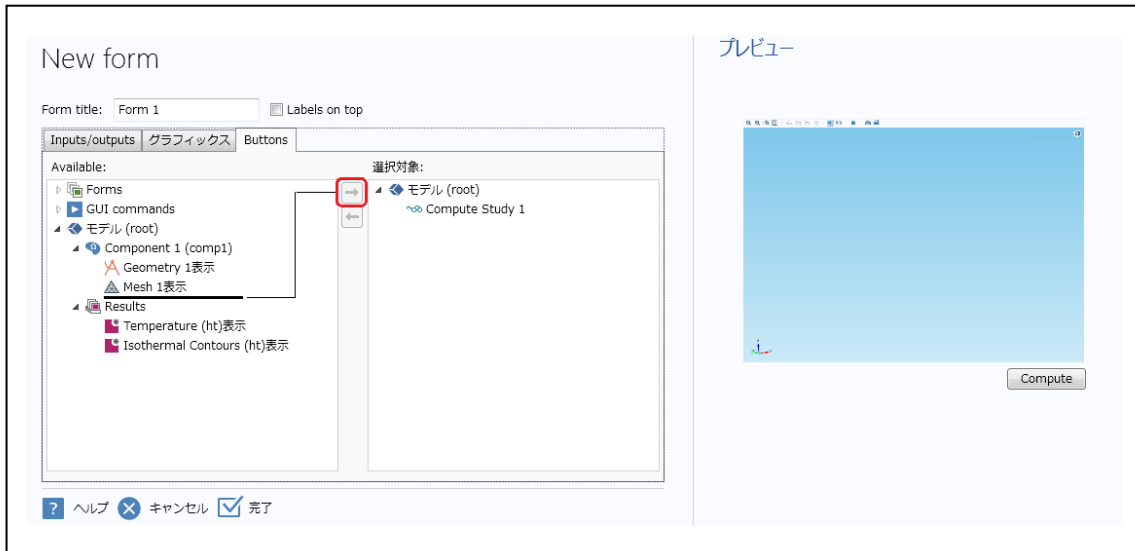 New form
Form title: Form 1 Labels on top
Inputs/outputs グラフィックス Buttons
Available:
Forms
GUI commands
モデル (root)
Component 1 (comp1)
Geometry 1表示
Mesh 1表示
Results
Temperature (ht)表示
Isothermal Contours (ht)表示
選択対象:
モデル (root)
Compute Study 1
? ヘルプ キャンセル 完了
プレビュー
Compute